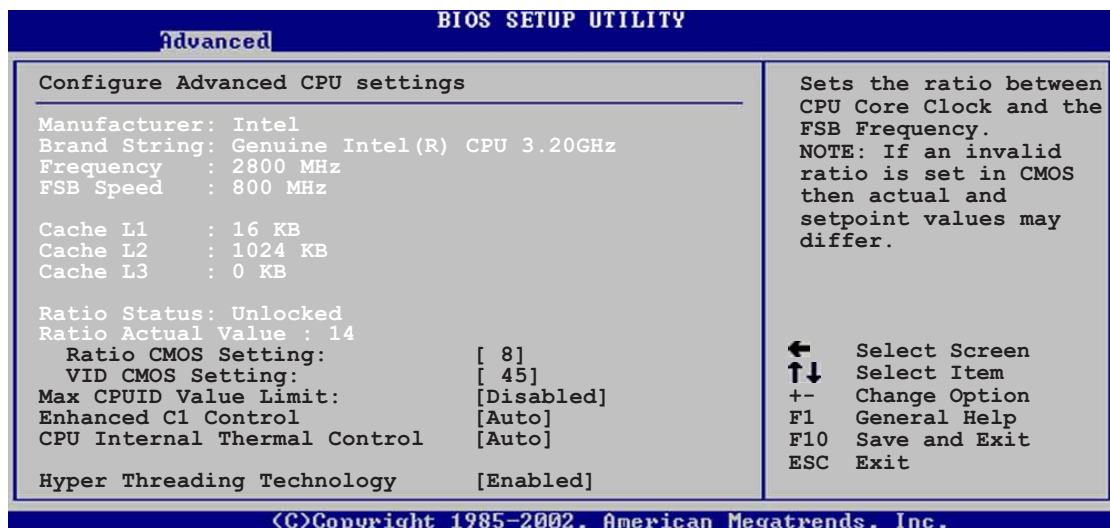 BIOS SETUP UTILITY
Advanced
Configure Advanced CPU settings
Manufacturer: Intel
Brand String: Genuine Intel(R) CPU 3.20GHz
Frequency : 2800 MHz
FSB Speed : 800 MHz
Cache L1 : 16 KB
Cache L2 : 1024 KB
Cache L3 : 0 KB
Ratio Status: Unlocked
Ratio Actual Value : 14
Ratio CMOS Setting: [ 8]
VID CMOS Setting: [ 45]
Max CPUID Value Limit: [Disabled]
Enhanced C1 Control [Auto]
CPU Internal Thermal Control [Auto]
Hyper Threading Technology [Enabled]
Sets the ratio between
CPU Core Clock and the
FSB Frequency.
NOTE: If an invalid
ratio is set in CMOS
then actual and
setpoint values may
differ.
← Select Screen
↑↓ Select Item
+- Change Option
F1 General Help
F10 Save and Exit
ESC Exit
(C)Copyright 1985-2002, American Megatrends, Inc.